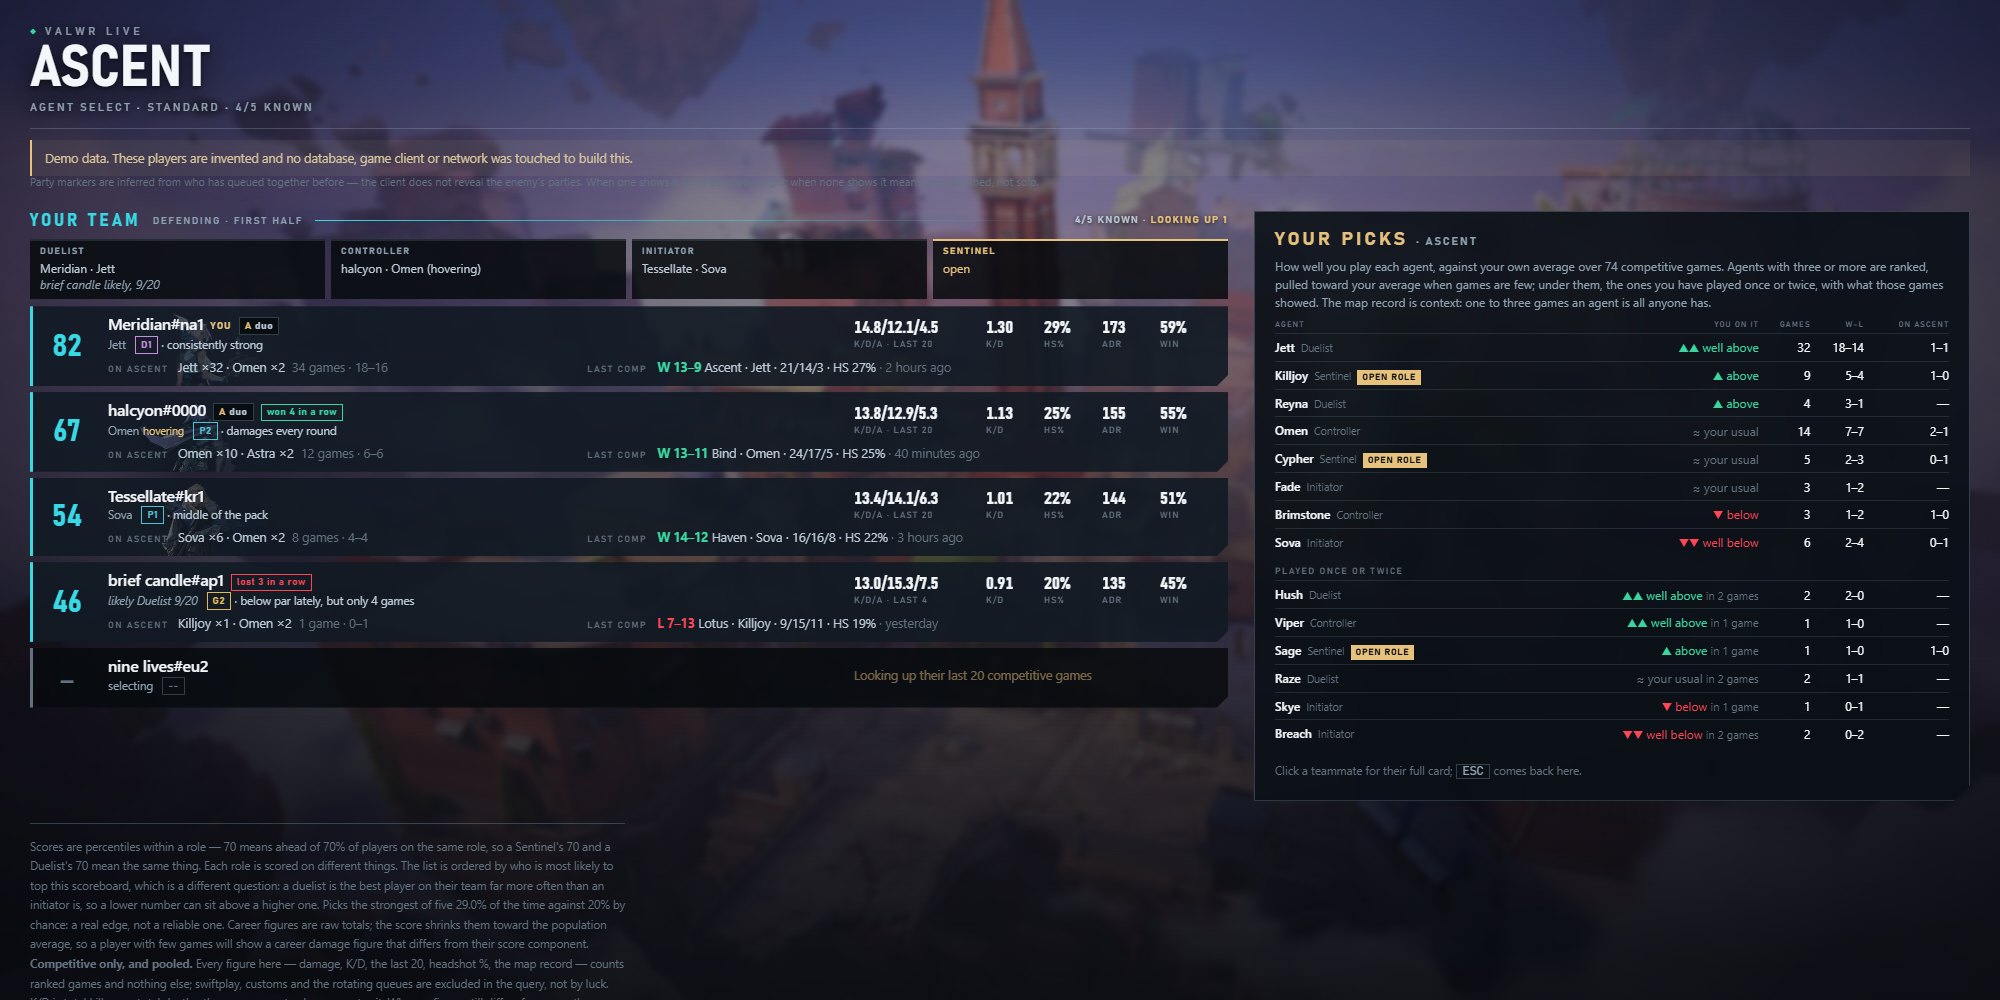 VALWR LIVE
ASCENT
AGENT SELECT · STANDARD · 4/5 KNOWN
Demo data. These players are invented and no database, game client or network was touched to build this.
Party markers are inferred from who has queued together before — the client does not reveal the enemy's parties. When one shows it when none shows it means not solo.
YOUR TEAM DEFENDING · FIRST HALF 4/5 KNOWN · LOOKING UP 1
DUELIST
Meridian · Jett
brief candle likely, 9/20
CONTROLLER
halcyon · Omen (hovering)
INITIATOR
Tessellate · Sova
SENTINEL
open
82 Meridian#na1 YOU A duo
Jett D1 · consistently strong
14.8/12.1/4.5 1.30 29% 173 59%
K/D/A · LAST 20 K/D HS% ADR WIN
ON ASCENT Jett ×32 · Omen ×2 34 games · 18–16 LAST COMP W 13–9 Ascent · Jett · 21/14/3 · HS 27% · 2 hours ago
67 halcyon#0000 A duo won 4 in a row
Omen hovering P2 · damages every round
13.8/12.9/5.3 1.13 25% 155 55%
K/D/A · LAST 20 K/D HS% ADR WIN
ON ASCENT Omen ×10 · Astra ×2 12 games · 6–6 LAST COMP W 13–11 Bind · Omen · 24/17/5 · HS 25% · 40 minutes ago
54 Tessellate#kr1
Sova P1 · middle of the pack
13.4/14.1/6.3 1.01 22% 144 51%
K/D/A · LAST 20 K/D HS% ADR WIN
ON ASCENT Sova ×6 · Omen ×2 8 games · 4–4 LAST COMP W 14–12 Haven · Sova · 16/16/8 · HS 22% · 3 hours ago
46 brief candle#ap1 lost 3 in a row
likely Duelist 9/20 G2 · below par lately, but only 4 games
13.0/15.3/7.5 0.91 20% 135 45%
K/D/A · LAST 4 K/D HS% ADR WIN
ON ASCENT Killjoy ×1 · Omen ×2 1 game · 0–1 LAST COMP L 7–13 Lotus · Killjoy · 9/15/11 · HS 19% · yesterday
– nine lives#eu2
selecting --
Looking up their last 20 competitive games
YOUR PICKS · ASCENT
How well you play each agent, against your own average over 74 competitive games. Agents with three or more are ranked,
pulled toward your average when games are few; under them, the ones you have played once or twice, with what those games
showed. The map record is context: one to three games an agent is all anyone has.
AGENT YOU ON IT GAMES W–L ON ASCENT
Jett Duelist ▲▲ well above 32 18–14 1–1
Killjoy Sentinel OPEN ROLE ▲ above 9 5–4 1–0
Reyna Duelist ▲ above 4 3–1 —
Omen Controller ≈ your usual 14 7–7 2–1
Cypher Sentinel OPEN ROLE ≈ your usual 5 2–3 0–1
Fade Initiator ≈ your usual 3 1–2 —
Brimstone Controller ▼ below 3 1–2 1–0
Sova Initiator ▼▼ well below 6 2–4 0–1
PLAYED ONCE OR TWICE
Hush Duelist ▲▲ well above in 2 games 2 2–0 —
Viper Controller ▲▲ well above in 1 game 1 1–0 —
Sage Sentinel OPEN ROLE ▲ above in 1 game 1 1–0 1–0
Raze Duelist ≈ your usual in 2 games 2 1–1 —
Skye Initiator ▼ below in 1 game 1 0–1 —
Breach Initiator ▼▼ well below in 2 games 2 0–2 —
Click a teammate for their full card; ESC comes back here.
Scores are percentiles within a role — 70 means ahead of 70% of players on the same role, so a Sentinel's 70 and a
Duelist's 70 mean the same thing. Each role is scored on different things. The list is ordered by who is most likely to
top this scoreboard, which is a different question: a duelist is the best player on their team far more often than an
initiator is, so a lower number can sit above a higher one. Picks the strongest of five 29.0% of the time against 20% by
chance: a real edge, not a reliable one. Career figures are raw totals; the score shrinks them toward the population
average, so a player with few games will show a career damage figure that differs from their score component.
Competitive only, and pooled. Every figure here — damage, K/D, the last 20, headshot %, the map record — counts
ranked games and nothing else; swiftplay, customs and the rotating queues are excluded in the query, not by luck.